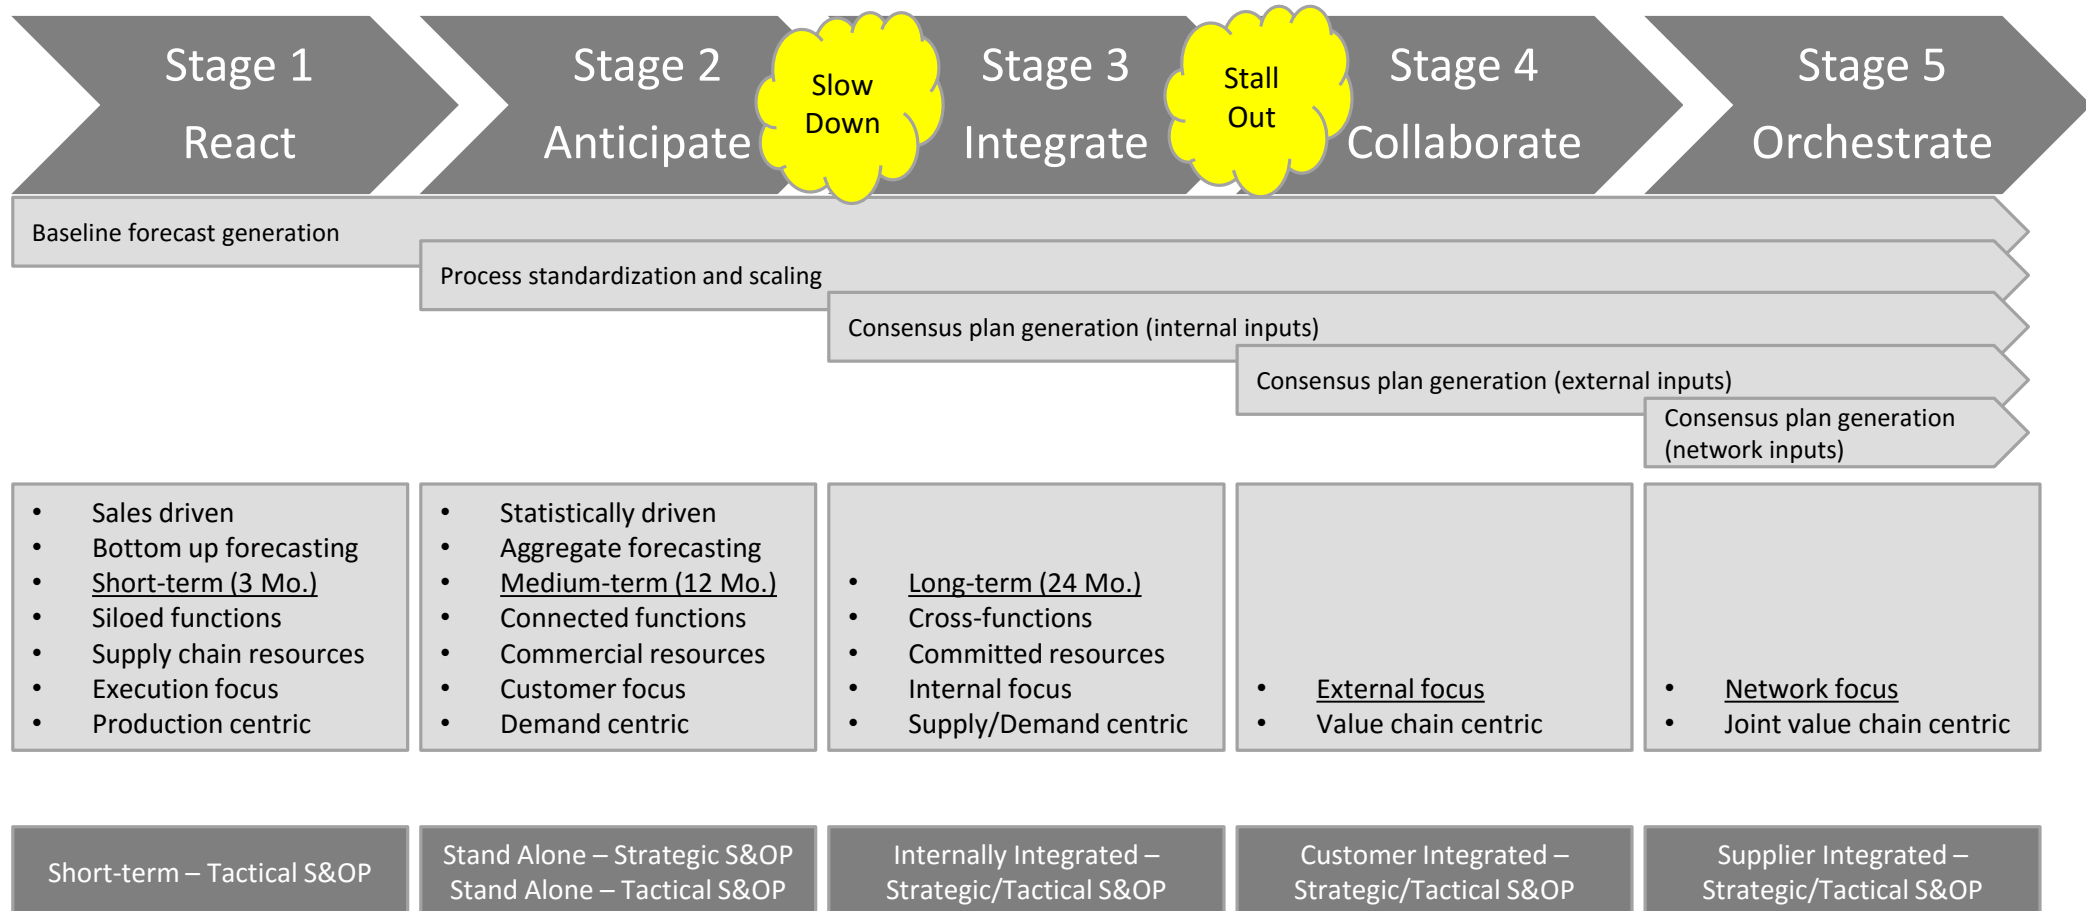 Stage 1
React
Stage 2
Anticipate
Slow
Down
Stage 3
Integrate
Stall
Out
Stage 4
Collaborate
Stage 5
Orchestrate
Baseline forecast generation
Process standardization and scaling
Consensus plan generation (internal inputs)
Consensus plan generation (external inputs)
Consensus plan generation
(network inputs)
• Sales driven
• Bottom up forecasting
• Short-term (3 Mo.)
• Siloed functions
• Supply chain resources
• Execution focus
• Production centric
• Statistically driven
• Aggregate forecasting
• Medium-term (12 Mo.)
• Connected functions
• Commercial resources
• Customer focus
• Demand centric
• Long-term (24 Mo.)
• Cross-functions
• Committed resources
• Internal focus
• Supply/Demand centric
• External focus
• Value chain centric
• Network focus
• Joint value chain centric
Short-term – Tactical S&OP
Stand Alone – Strategic S&OP
Stand Alone – Tactical S&OP
Internally Integrated –
Strategic/Tactical S&OP
Customer Integrated –
Strategic/Tactical S&OP
Supplier Integrated –
Strategic/Tactical S&OP